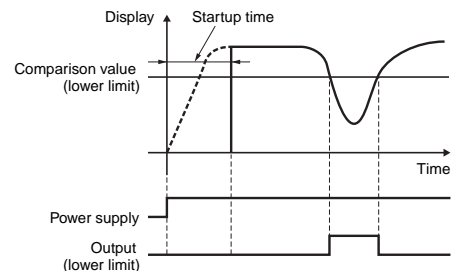 Display
Startup time
Comparison value
(lower limit)
Time
Power supply
Output
(lower limit)